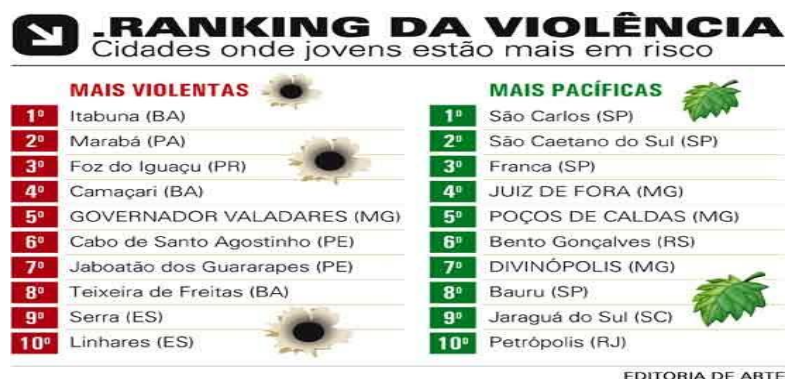 .RANKING DA VIOLÊNCIA
Cidades onde jovens estão mais em risco
MAIS VIOLENTAS
1º Itabuna (BA)
2º Marabá (PA)
3º Foz do Iguaçu (PR)
4º Camaçari (BA)
5º GOVERNADOR VALADARES (MG)
6º Cabo de Santo Agostinho (PE)
7º Jaboatão dos Guararapes (PE)
8º Teixeira de Freitas (BA)
9º Serra (ES)
10º Linhares (ES)
MAIS PACÍFICAS
1º São Carlos (SP)
2º São Caetano do Sul (SP)
3º Franca (SP)
4º JUIZ DE FORA (MG)
5º POÇOS DE CALDAS (MG)
6º Bento Gonçalves (RS)
7º DIVINÓPOLIS (MG)
8º Bauru (SP)
9º Jaraguá do Sul (SC)
10º Petrópolis (RJ)
EDITORIA DE ARTE